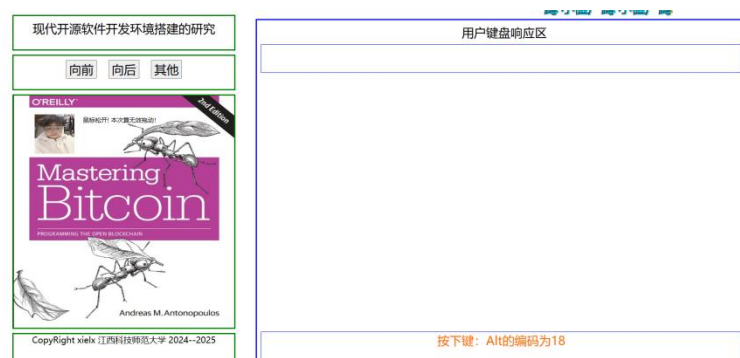 现代开源软件开发环境搭建的研究
向前 向后 其他
O'REILLY
2nd Edition
鼠标松开! 本次算无效拖动!
Mastering
Bitcoin
PROGRAMMING THE OPEN BLOCKCHAIN
Andreas M. Antonopoulos
CopyRight xielx 江西科技师范大学 2024--2025
用户键盘响应区
按下键：Alt的编码为18